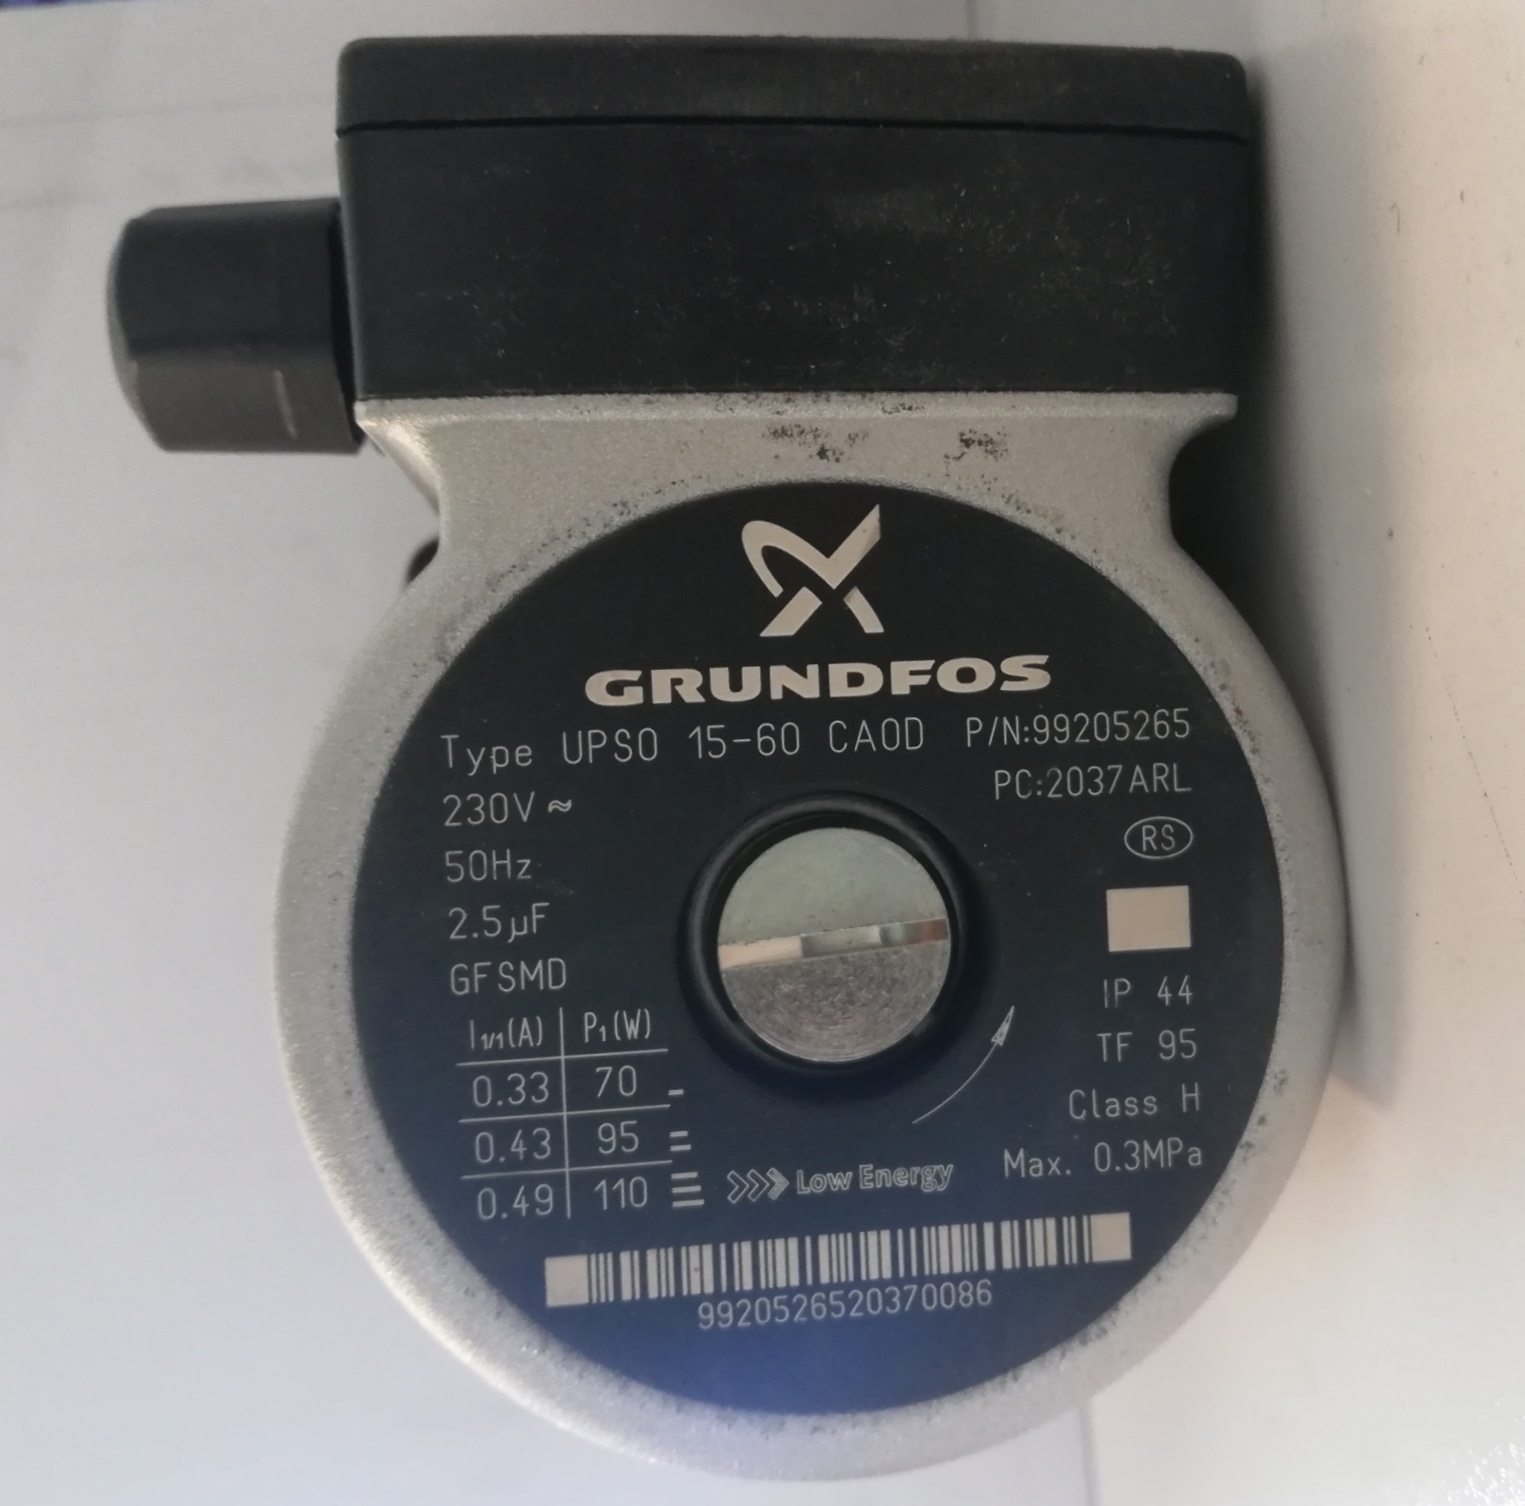 GRUNDFOS
Type UPSO 15-60 CAOD P/N:99205265
PC:2037ARL
230V ≈
RS
50Hz
2.5µF
GFSMD
IP 44
TF 95
Class H
Max. 0.3MPa
I1/1(A) P1(W)
0.33 70
0.43 95
0.49 110
Low Energy
9920526520370086